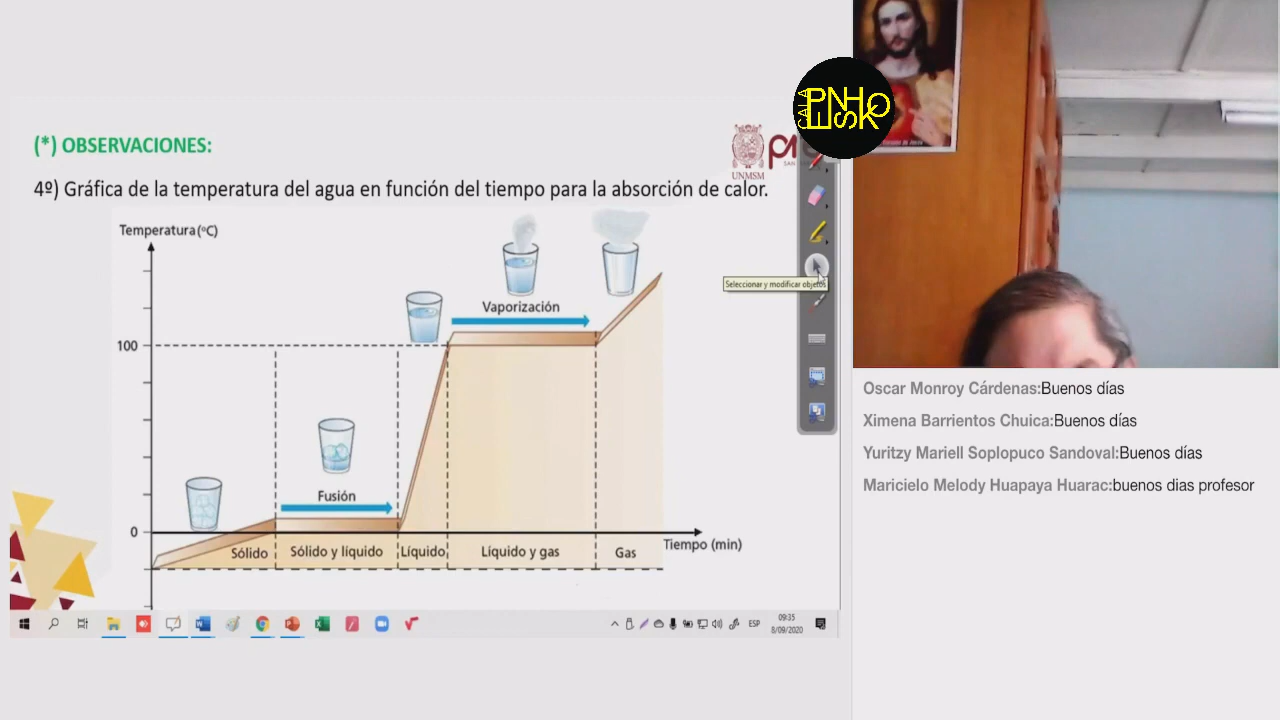 (*) OBSERVACIONES:
UNMSM
4º) Gráfica de la temperatura del agua en función del tiempo para la absorción de calor.
Temperatura (ºC)
Seleccionar y modificar objetos
Vaporización
100
Fusión
0
Sólido
Sólido y líquido
Líquido
Líquido y gas
Gas
Tiempo (min)
ESP
09:35
8/09/2020
Oscar Monroy Cárdenas:Buenos días
Ximena Barrientos Chuica:Buenos días
Yuritzy Mariell Soplopuco Sandoval:Buenos días
Maricielo Melody Huapaya Huarac:buenos dias profesor